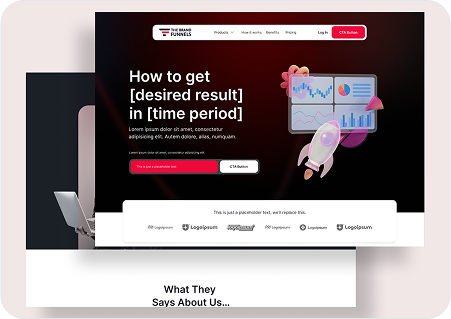 THE BRAND
FUNNELS
Products
How it works
Benefits
Pricing
Log In
CTA Button
How to get
[desired result]
in [time period]
Lorem ipsum dolor sit amet, consectetur
adipisicing elit. Autem dolore, alias, numquam.
Lorem ipsum dolor sit amet, consectetur adipisicing elit.
This is just a placeholder text
CTA Button
This is just a placeholder text, we'll replace this.
Logoipsum
Logoipsum
Logoipsum
Logoipsum
Logoipsum
Logoipsum
What They
Says About Us...